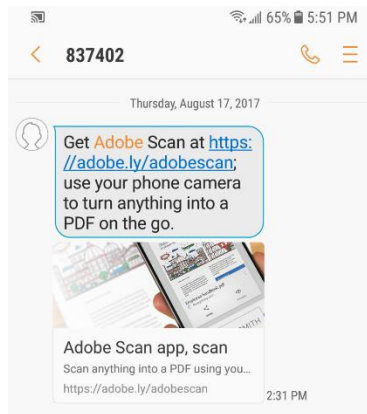 65% 5:51 PM
837402
Thursday, August 17, 2017
Get Adobe Scan at https:
//adobe.ly/adobescan;
use your phone camera
to turn anything into a
PDF on the go.
Adobe Scan app, scan
Scan anything into a PDF using you...
https://adobe.ly/adobescan
2:31 PM